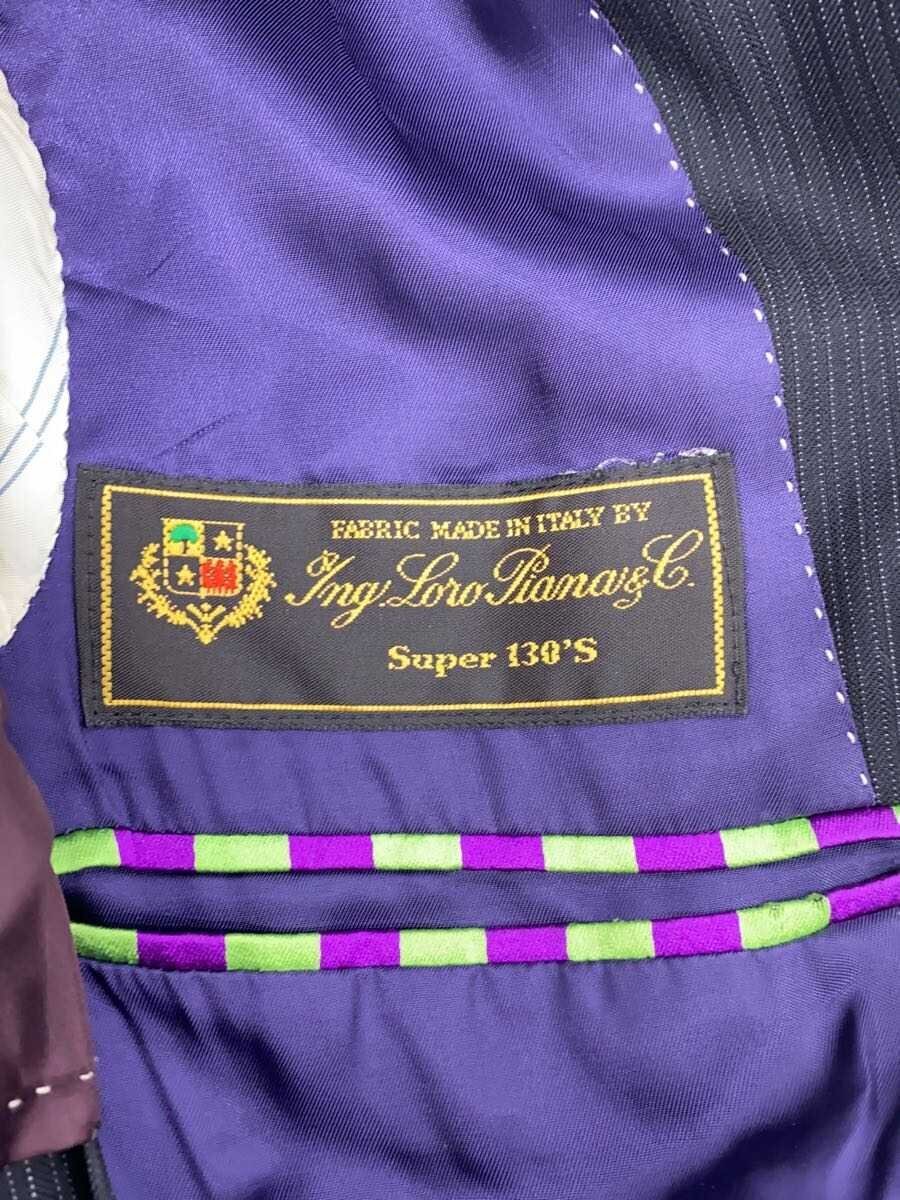 FABRIC MADE IN ITALY BY
Ing. Loro Piana & C.
Super 130'S